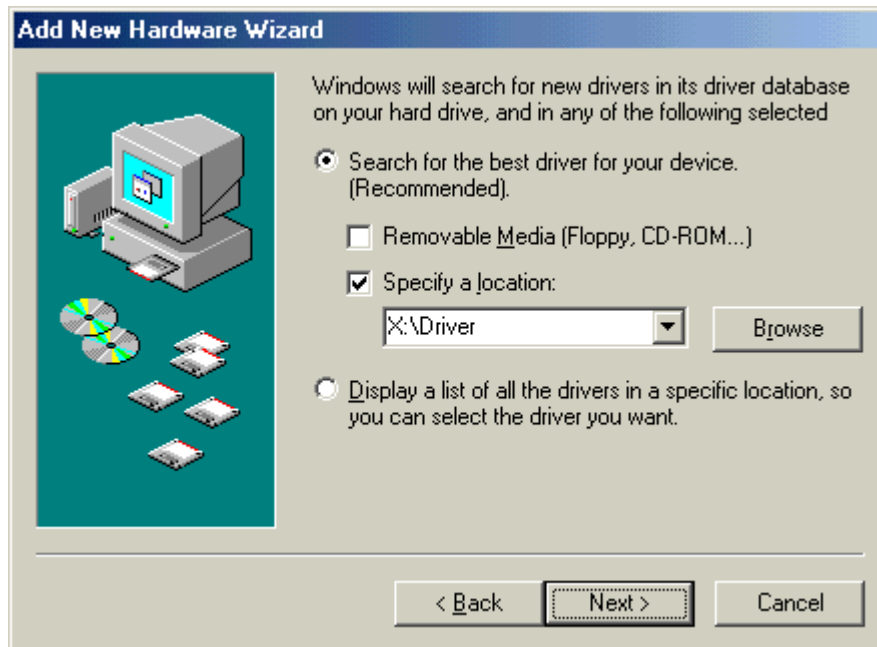 Add New Hardware Wizard
Windows will search for new drivers in its driver database
on your hard drive, and in any of the following selected
Search for the best driver for your device.
(Recommended).
Removable Media (Floppy, CD-ROM...)
Specify a location:
X:\Driver
Browse
Display a list of all the drivers in a specific location, so
you can select the driver you want.
< Back
Next >
Cancel